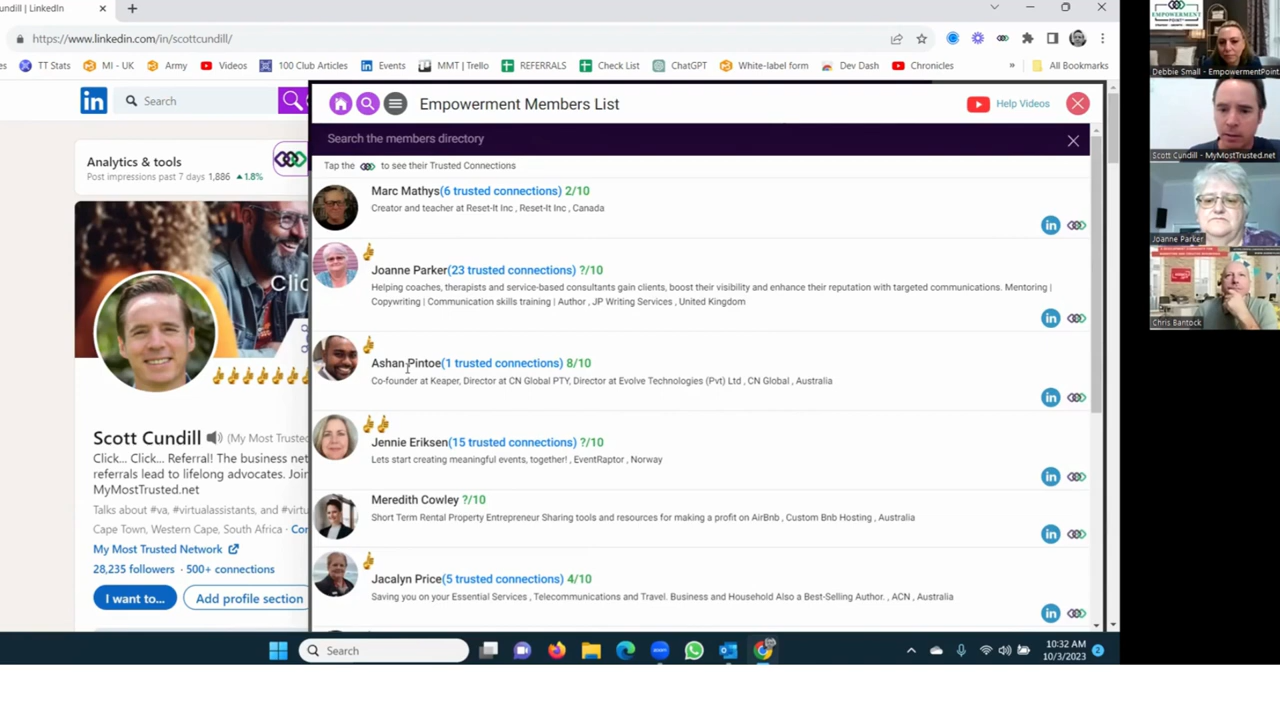 undill | LinkedIn
https://www.linkedin.com/in/scottcundill/
TT Stats
MI - UK
Army
Videos
100 Club Articles
Events
MMT | Trello
REFERRALS
Check List
ChatGPT
White-label form
Dev Dash
Chronicles
»
All Bookmarks
Search
Empowerment Members List
Help Videos
Search the members directory
Tap the to see their Trusted Connections
Analytics & tools
Post impressions past 7 days 1,886 ▲1.8%
Clic
Scott Cundill (My Most Trusted
Click... Click... Referral! The business net
referrals lead to lifelong advocates. Join
MyMostTrusted.net
Talks about #va, #virtualassistants, and #virtu
Cape Town, Western Cape, South Africa · Con
My Most Trusted Network
28,235 followers · 500+ connections
I want to...
Add profile section
Marc Mathys(6 trusted connections) 2/10
Creator and teacher at Reset-It Inc , Reset-It Inc , Canada
Joanne Parker(23 trusted connections) ?/10
Helping coaches, therapists and service-based consultants gain clients, boost their visibility and enhance their reputation with targeted communications. Mentoring |
Copywriting | Communication skills training | Author , JP Writing Services , United Kingdom
Ashan Pintoe(1 trusted connections) 8/10
Co-founder at Keaper, Director at CN Global PTY, Director at Evolve Technologies (Pvt) Ltd , CN Global , Australia
Jennie Eriksen(15 trusted connections) ?/10
Lets start creating meaningful events, together! , EventRaptor , Norway
Meredith Cowley ?/10
Short Term Rental Property Entrepreneur Sharing tools and resources for making a profit on AirBnb , Custom Bnb Hosting , Australia
Jacalyn Price(5 trusted connections) 4/10
Saving you on your Essential Services , Telecommunications and Travel. Business and Household Also a Best-Selling Author. , ACN , Australia
Search
10:32 AM
10/3/2023
2
EMPOWERMENT
POINT
Debbie Small - EmpowermentPoint
Scott Cundill - MyMostTrusted.net
Joanne Parker
Chris Bantock